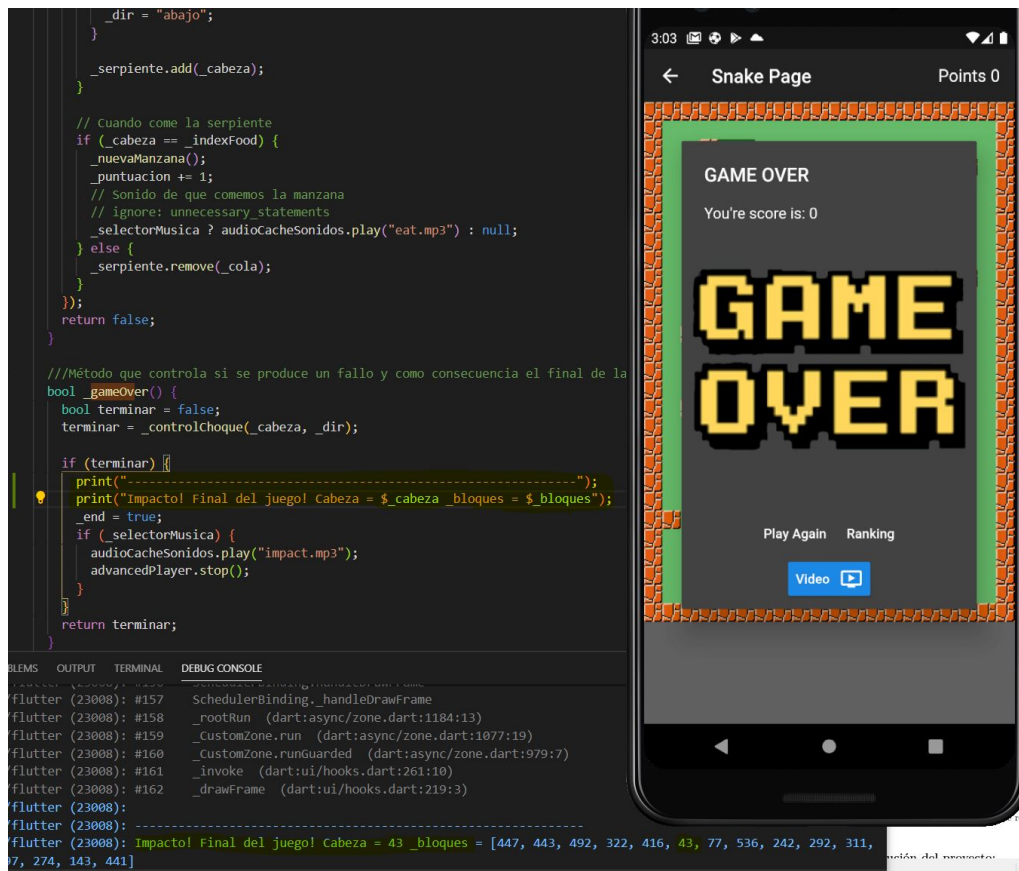 _dir = "abajo";
}
_serpiente.add(_cabeza);
}
// Cuando come la serpiente
if (_cabeza == _indexFood) {
_nuevaManzana();
_puntuacion += 1;
// Sonido de que comemos la manzana
// ignore: unnecessary_statements
_selectorMusica ? audioCacheSonidos.play("eat.mp3") : null;
} else {
_serpiente.remove(_cola);
}
});
return false;
}
///Método que controla si se produce un fallo y como consecuencia el final de la
bool _gameOver() {
bool terminar = false;
terminar = _controlChoque(_cabeza, _dir);
if (terminar) {
print("--------------------------------------------------------------");
print("Impacto! Final del juego! Cabeza = $_cabeza _bloques = $_bloques");
_end = true;
if (_selectorMusica) {
audioCacheSonidos.play("impact.mp3");
advancedPlayer.stop();
}
}
return terminar;
}
BLEMS OUTPUT TERMINAL DEBUG CONSOLE
/flutter (23008): #157 SchedulerBinding._handleDrawFrame
/flutter (23008): #158 _rootRun (dart:async/zone.dart:1184:13)
/flutter (23008): #159 _CustomZone.run (dart:async/zone.dart:1077:19)
/flutter (23008): #160 _CustomZone.runGuarded (dart:async/zone.dart:979:7)
/flutter (23008): #161 _invoke (dart:ui/hooks.dart:261:10)
/flutter (23008): #162 _drawFrame (dart:ui/hooks.dart:219:3)
/flutter (23008):
/flutter (23008): --------------------------------------------------------------
/flutter (23008): Impacto! Final del juego! Cabeza = 43 _bloques = [447, 443, 492, 322, 416, 43, 77, 536, 242, 292, 311,
97, 274, 143, 441]
3:03
Snake Page Points 0
GAME OVER
You're score is: 0
GAME
OVER
Play Again Ranking
Video
del proyecto: